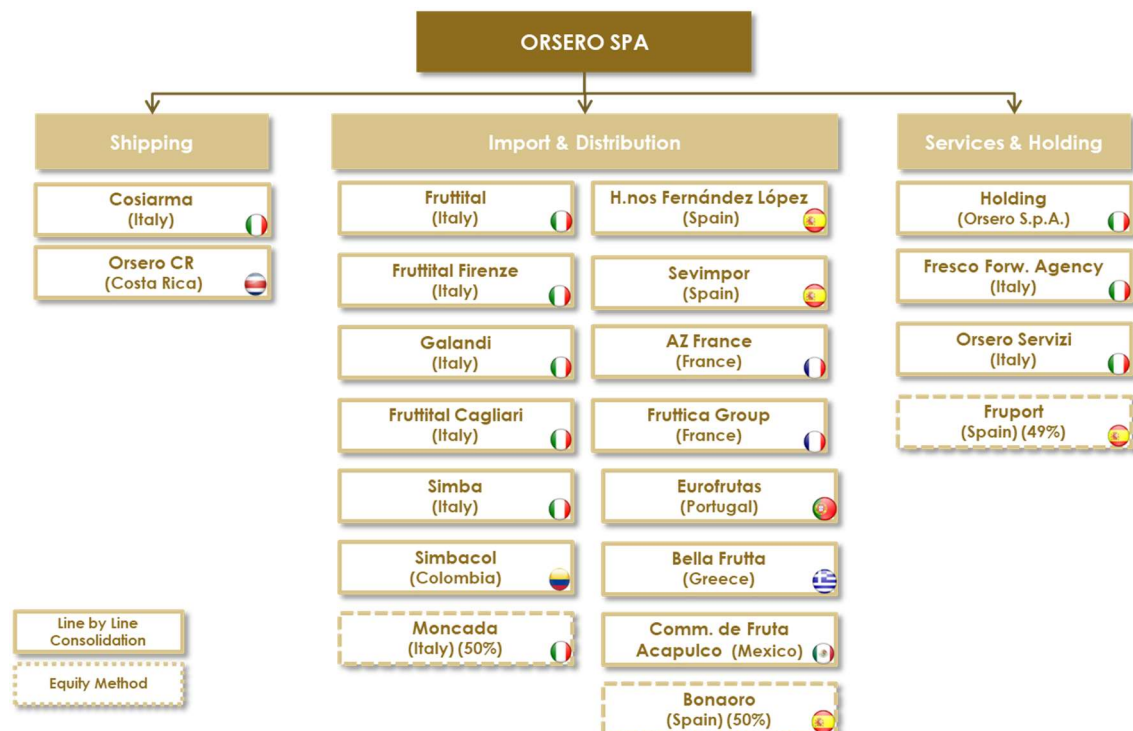 ORSERO SPA
Shipping
Import & Distribution
Services & Holding
Cosiarma
(Italy)
Orsero CR
(Costa Rica)
Fruttital
(Italy)
Fruttital Firenze
(Italy)
Galandi
(Italy)
Fruttital Cagliari
(Italy)
Simba
(Italy)
Simbacol
(Colombia)
Moncada
(Italy) (50%)
H.nos Fernández López
(Spain)
Sevimpor
(Spain)
AZ France
(France)
Fruttica Group
(France)
Eurofrutas
(Portugal)
Bella Frutta
(Greece)
Comm. de Fruta
Acapulco (Mexico)
Bonaoro
(Spain) (50%)
Holding
(Orsero S.p.A.)
Fresco Forw. Agency
(Italy)
Orsero Servizi
(Italy)
Fruport
(Spain) (49%)
Line by Line
Consolidation
Equity Method